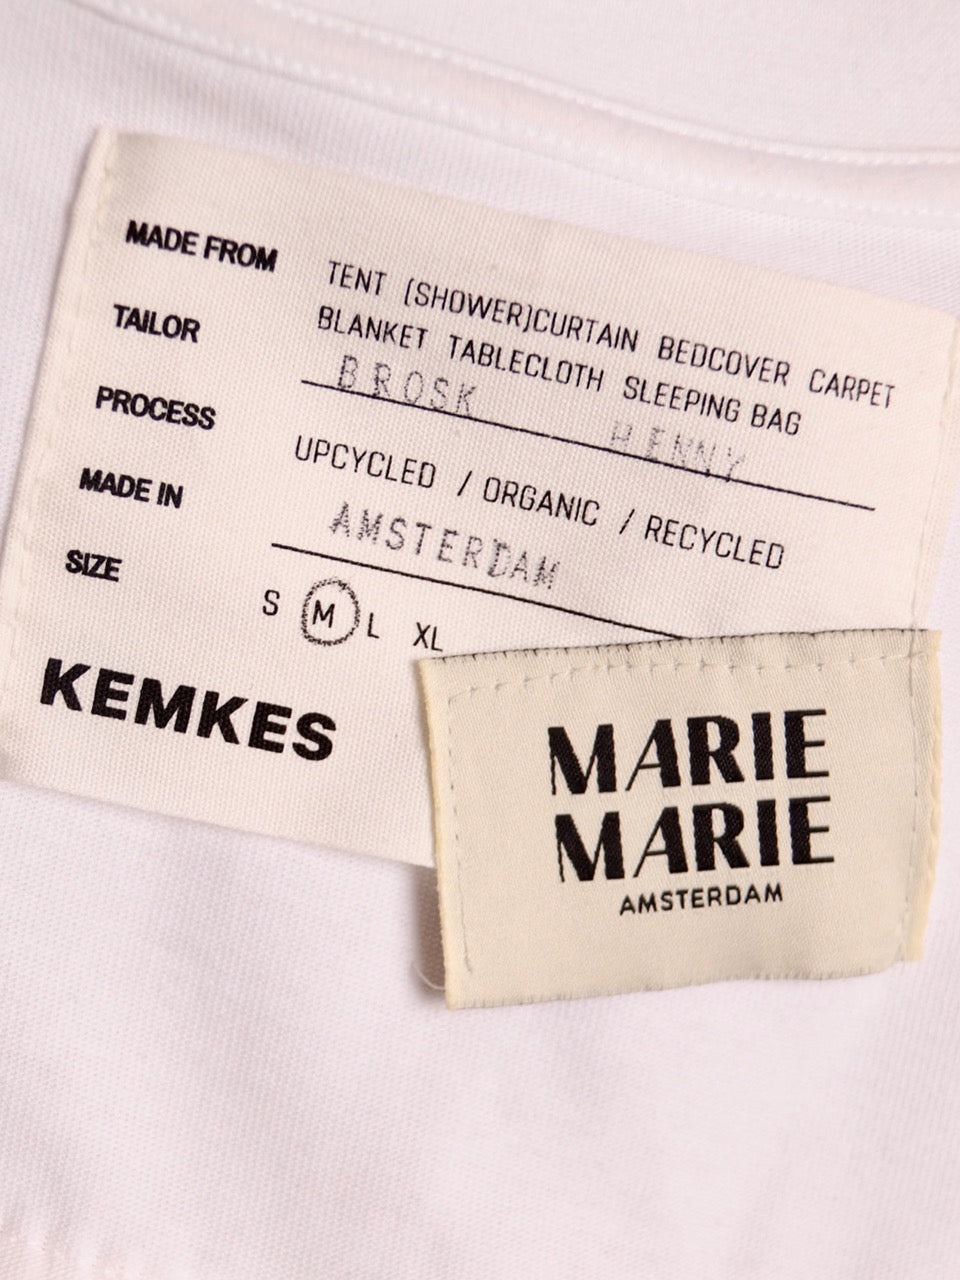 MADE FROM TENT (SHOWER)CURTAIN BEDCOVER CARPET
BLANKET TABLECLOTH SLEEPING BAG
TAILOR BROSK HENNY
PROCESS UPCYCLED / ORGANIC / RECYCLED
MADE IN AMSTERDAM
SIZE S M L XL
KEMKES
MARIE
MARIE
AMSTERDAM